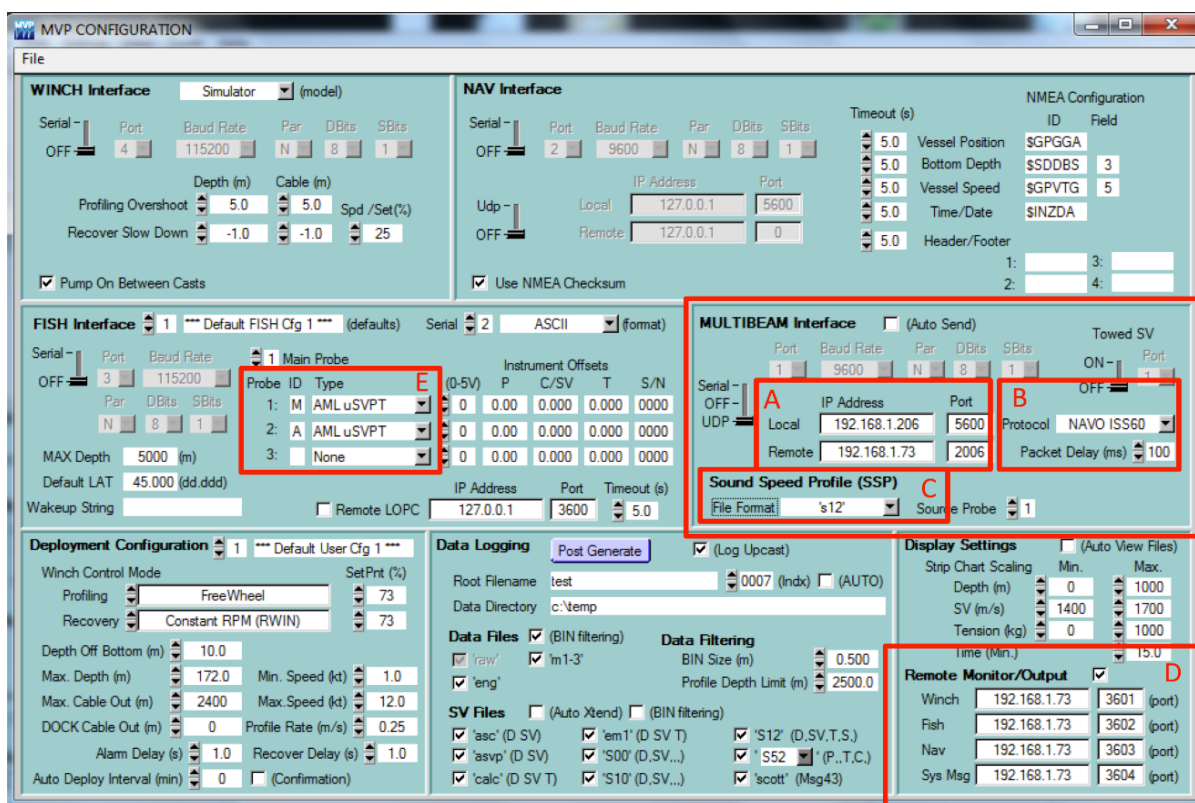 MVP CONFIGURATION
File
WINCH Interface Simulator (model)
Serial - Port Baud Rate Par DBits SBits
OFF 4 115200 N 8 1
Depth (m) Cable (m)
Profiling Overshoot 5.0 5.0 Spd /Set(%)
Recover Slow Down -1.0 -1.0 25
Pump On Between Casts
NAV Interface
Serial - Port Baud Rate Par DBits SBits
OFF 2 9600 N 8 1
IP Address Port
Udp - Local 127.0.0.1 5600
OFF Remote 127.0.0.1 0
Use NMEA Checksum
NMEA Configuration
Timeout (s) ID Field
5.0 Vessel Position $GPGGA
5.0 Bottom Depth $SDDBS 3
5.0 Vessel Speed $GPVTG 5
5.0 Time/Date $INZDA
5.0 Header/Footer
1: 3:
2: 4:
FISH Interface 1 *** Default FISH Cfg 1 *** (defaults) Serial 2 ASCII (format)
Serial - Port Baud Rate 1 Main Probe
OFF 3 115200
Par DBits SBits
N 8 1
Instrument Offsets
Probe ID Type E (0-5V) P C/SV T S/N
1: M AML uSVPT 0 0.00 0.000 0.000 0000
2: A AML uSVPT 0 0.00 0.000 0.000 0000
3: None 0 0.00 0.000 0.000 0000
MAX Depth 5000 (m)
Default LAT 45.000 (dd.ddd)
IP Address Port Timeout (s)
Wakeup String Remote LOPC 127.0.0.1 3600 5.0
MULTIBEAM Interface (Auto Send)
Port Baud Rate Par DBits SBits
1 9600 N 8 1
Towed SV
ON - Port
OFF 1
Serial -
OFF -
UDP
A IP Address Port
Local 192.168.1.206 5600
Remote 192.168.1.73 2006
B
Protocol NAVO ISS60
Packet Delay (ms) 100
Sound Speed Profile (SSP) C
File Format 's12' Source Probe 1
Deployment Configuration 1 *** Default User Cfg 1 ***
Winch Control Mode SetPnt (%)
Profiling FreeWheel 73
Recovery Constant RPM (RWIN) 73
Depth Off Bottom (m) 10.0
Max. Depth (m) 172.0 Min. Speed (kt) 1.0
Max. Cable Out (m) 2400 Max.Speed (kt) 12.0
DOCK Cable Out (m) 0 Profile Rate (m/s) 0.25
Alarm Delay (s) 1.0 Recover Delay (s) 1.0
Auto Deploy Interval (min) 0 (Confirmation)
Data Logging Post Generate (Log Upcast)
Root Filename test 0007 (Indx) (AUTO)
Data Directory c:\temp
Data Files (BIN filtering) Data Filtering
'raw' 'm1-3' BIN Size (m) 0.500
'eng' Profile Depth Limit (m) 2500.0
SV Files (Auto Xtend) (BIN filtering)
'asc' (D SV) 'em1' (D SV T) 'S12' (D,SV,T,S,)
'asvp' (D SV) 'S00' (D,SV,,,) ' S52 ' (P,,T,C,)
'calc' (D SV T) 'S10' (D,SV,,,) 'scott' (Msg43)
Display Settings (Auto View Files)
Strip Chart Scaling Min. Max.
Depth (m) 0 1000
SV (m/s) 1400 1700
Tension (kg) 0 1000
Time (Min.) 15.0
Remote Monitor/Output D
Winch 192.168.1.73 3601 (port)
Fish 192.168.1.73 3602 (port)
Nav 192.168.1.73 3603 (port)
Sys Msg 192.168.1.73 3604 (port)